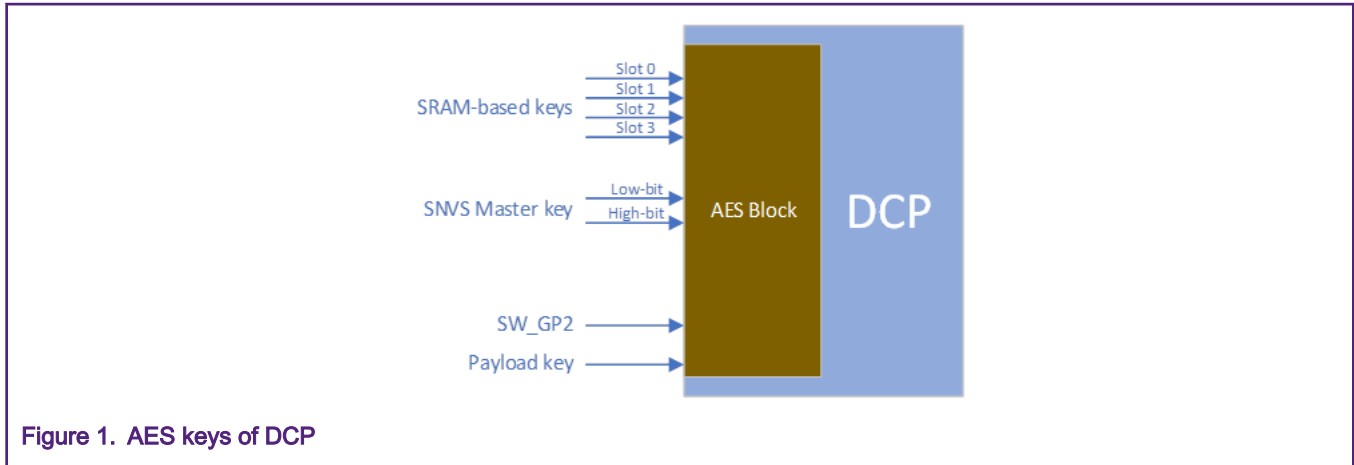 Slot 0
Slot 1
SRAM-based keys
Slot 2
Slot 3
Low-bit
SNVS Master key
High-bit
AES Block
DCP
SW_GP2
Payload key
Figure 1. AES keys of DCP